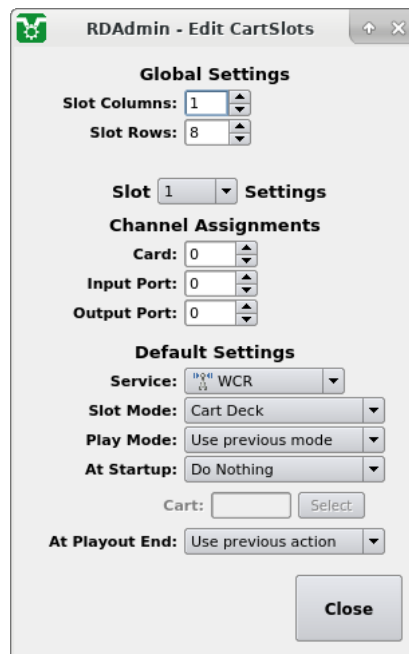 RDAdmin - Edit CartSlots
Global Settings
Slot Columns: 1
Slot Rows: 8
Slot 1 Settings
Channel Assignments
Card: 0
Input Port: 0
Output Port: 0
Default Settings
Service: WCR
Slot Mode: Cart Deck
Play Mode: Use previous mode
At Startup: Do Nothing
Cart: Select
At Playout End: Use previous action
Close